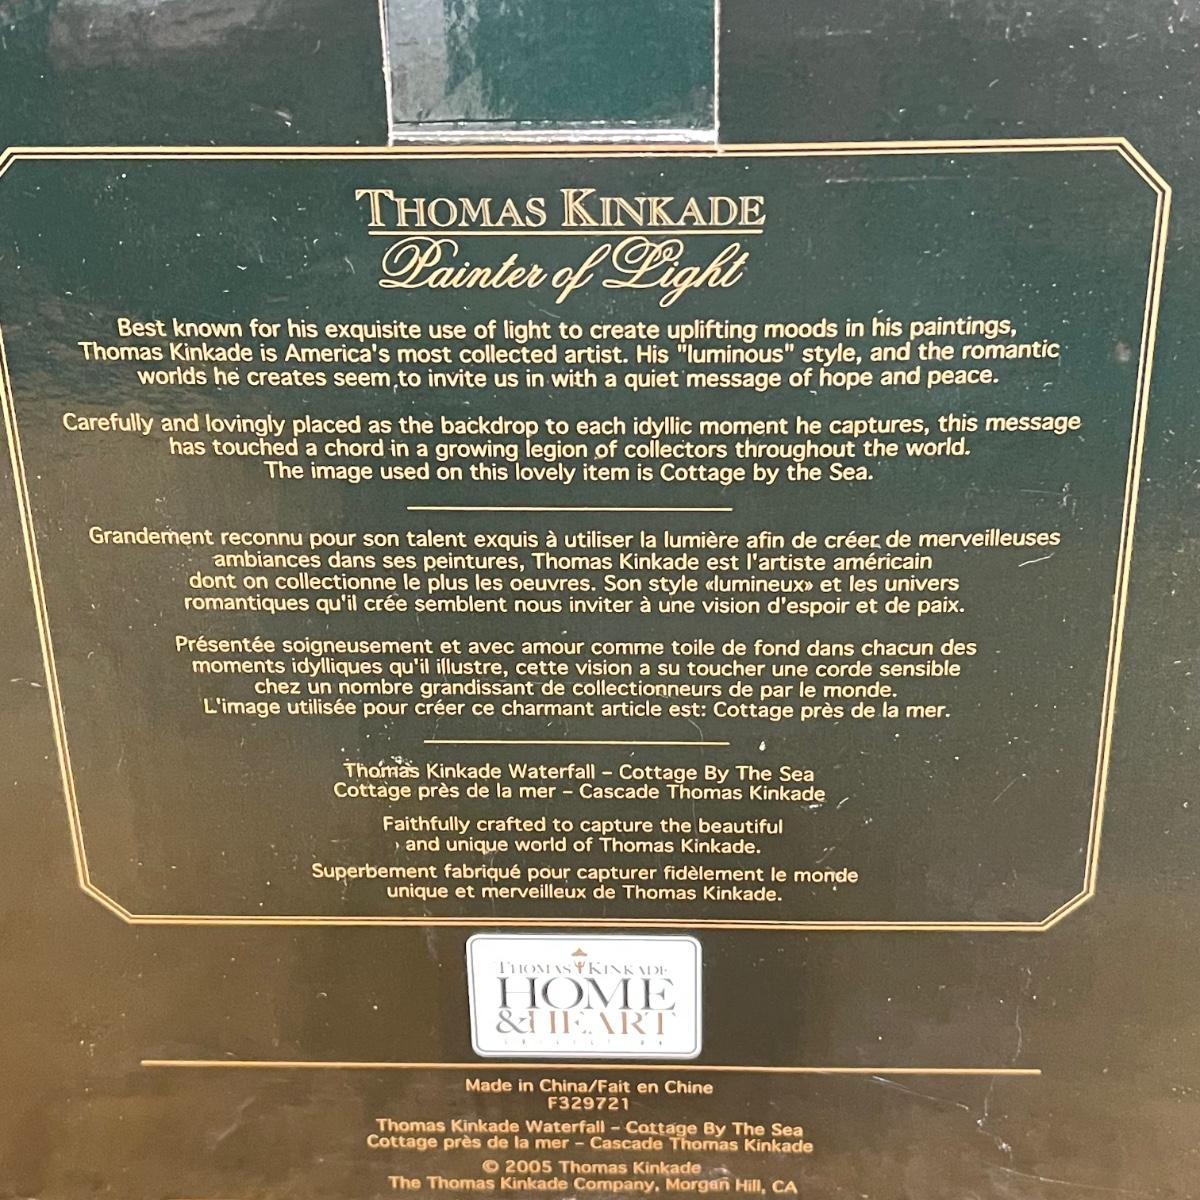 THOMAS KINKADE
Painter of Light
Best known for his exquisite use of light to create uplifting moods in his paintings,
Thomas Kinkade is America's most collected artist. His "luminous" style, and the romantic
worlds he creates seem to invite us in with a quiet message of hope and peace.
Carefully and lovingly placed as the backdrop to each idyllic moment he captures, this message
has touched a chord in a growing legion of collectors throughout the world.
The image used on this lovely item is Cottage by the Sea.
Grandement reconnu pour son talent exquis à utiliser la lumière afin de créer de merveilleuses
ambiances dans ses peintures, Thomas Kinkade est l'artiste américain
dont on collectionne le plus les oeuvres. Son style «lumineux» et les univers
romantiques qu'il crée semblent nous inviter à une vision d'espoir et de paix.
Présentée soigneusement et avec amour comme toile de fond dans chacun des
moments idylliques qu'il illustre, cette vision a su toucher une corde sensible
chez un nombre grandissant de collectionneurs de par le monde.
L'image utilisée pour créer ce charmant article est: Cottage près de la mer.
Thomas Kinkade Waterfall – Cottage By The Sea
Cottage près de la mer – Cascade Thomas Kinkade
Faithfully crafted to capture the beautiful
and unique world of Thomas Kinkade.
Superbement fabriqué pour capturer fidèlement le monde
unique et merveilleux de Thomas Kinkade.
THOMAS KINKADE
HOME
&HEART
Made in China/Fait en Chine
F329721
Thomas Kinkade Waterfall – Cottage By The Sea
Cottage près de la mer – Cascade Thomas Kinkade
© 2005 Thomas Kinkade
The Thomas Kinkade Company, Morgan Hill, CA